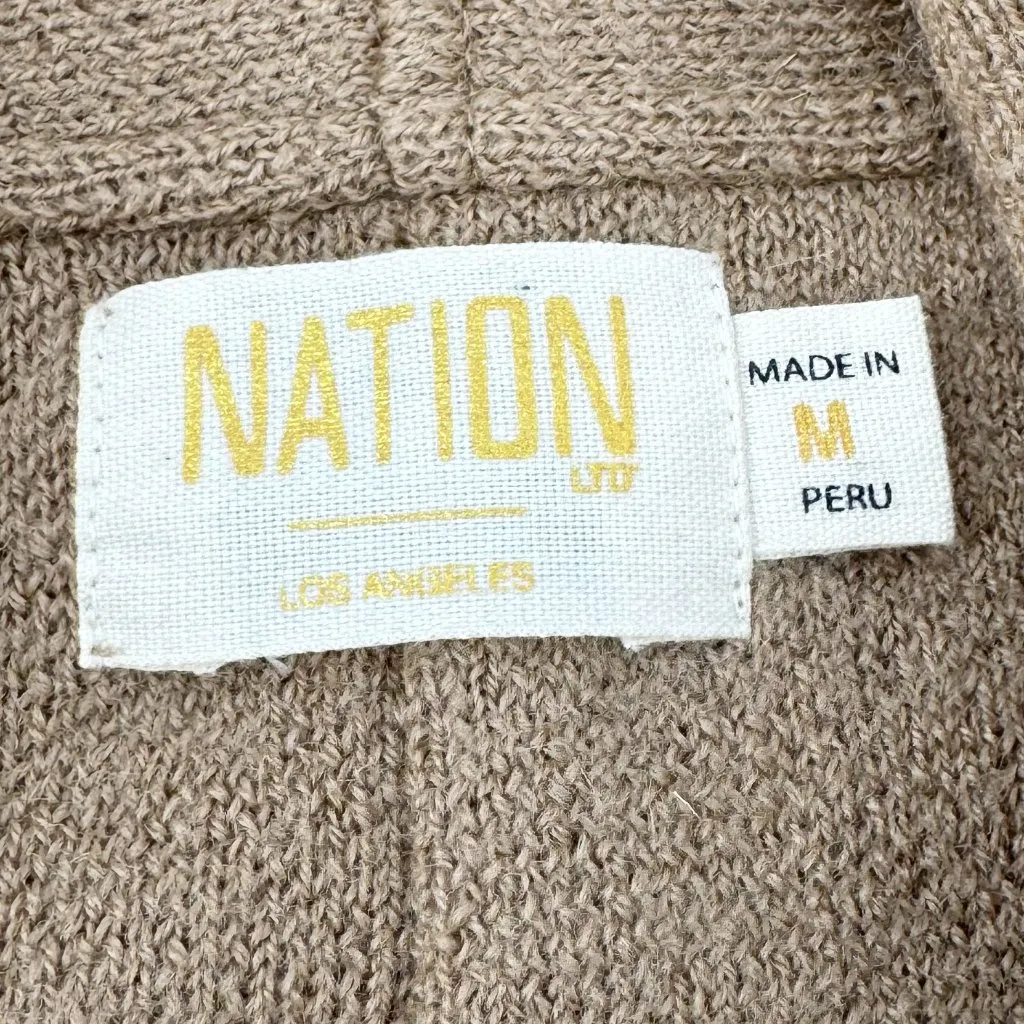 NATION
LTD
LOS ANGELES
MADE IN
M
PERU